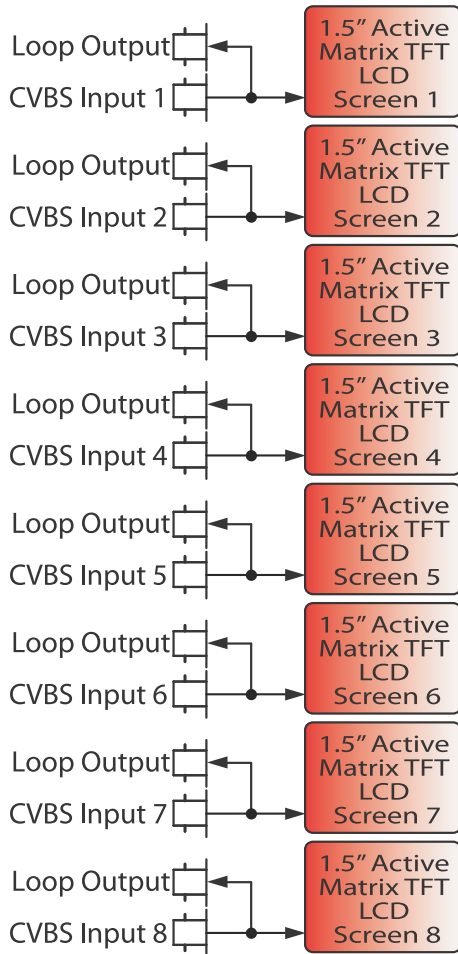 Loop Output
CVBS Input 1
1.5” Active
Matrix TFT
LCD
Screen 1
Loop Output
CVBS Input 2
1.5” Active
Matrix TFT
LCD
Screen 2
Loop Output
CVBS Input 3
1.5” Active
Matrix TFT
LCD
Screen 3
Loop Output
CVBS Input 4
1.5” Active
Matrix TFT
LCD
Screen 4
Loop Output
CVBS Input 5
1.5” Active
Matrix TFT
LCD
Screen 5
Loop Output
CVBS Input 6
1.5” Active
Matrix TFT
LCD
Screen 6
Loop Output
CVBS Input 7
1.5” Active
Matrix TFT
LCD
Screen 7
Loop Output
CVBS Input 8
1.5” Active
Matrix TFT
LCD
Screen 8